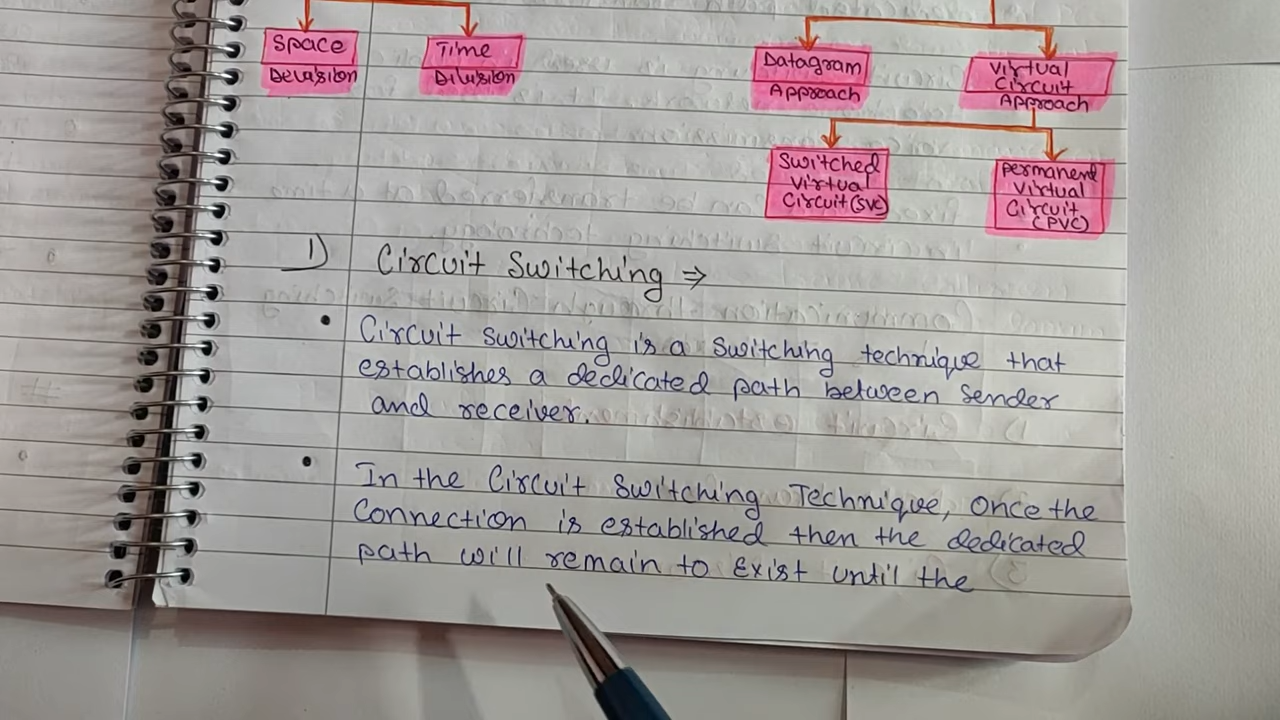 Space
Devision
Time
Division
Datagram
Approach
Virtual
Circuit
Approach
Switched
Virtual
Circuit (SVC)
permanent
Virtual
Circuit
(PVC)
1) Circuit Switching ⇒
• Circuit switching is a switching technique that
establishes a dedicated path between sender
and receiver.
• In the Circuit Switching Technique, once the
Connection is established then the dedicated
path will remain to exist until the